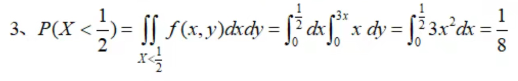 3、P(X < 1/2) = ∬_{X<1/2} f(x, y)dxdy = ∫_0^{1/2} dx ∫_0^{3x} x dy = ∫_0^{1/2} 3x²dx = 1/8